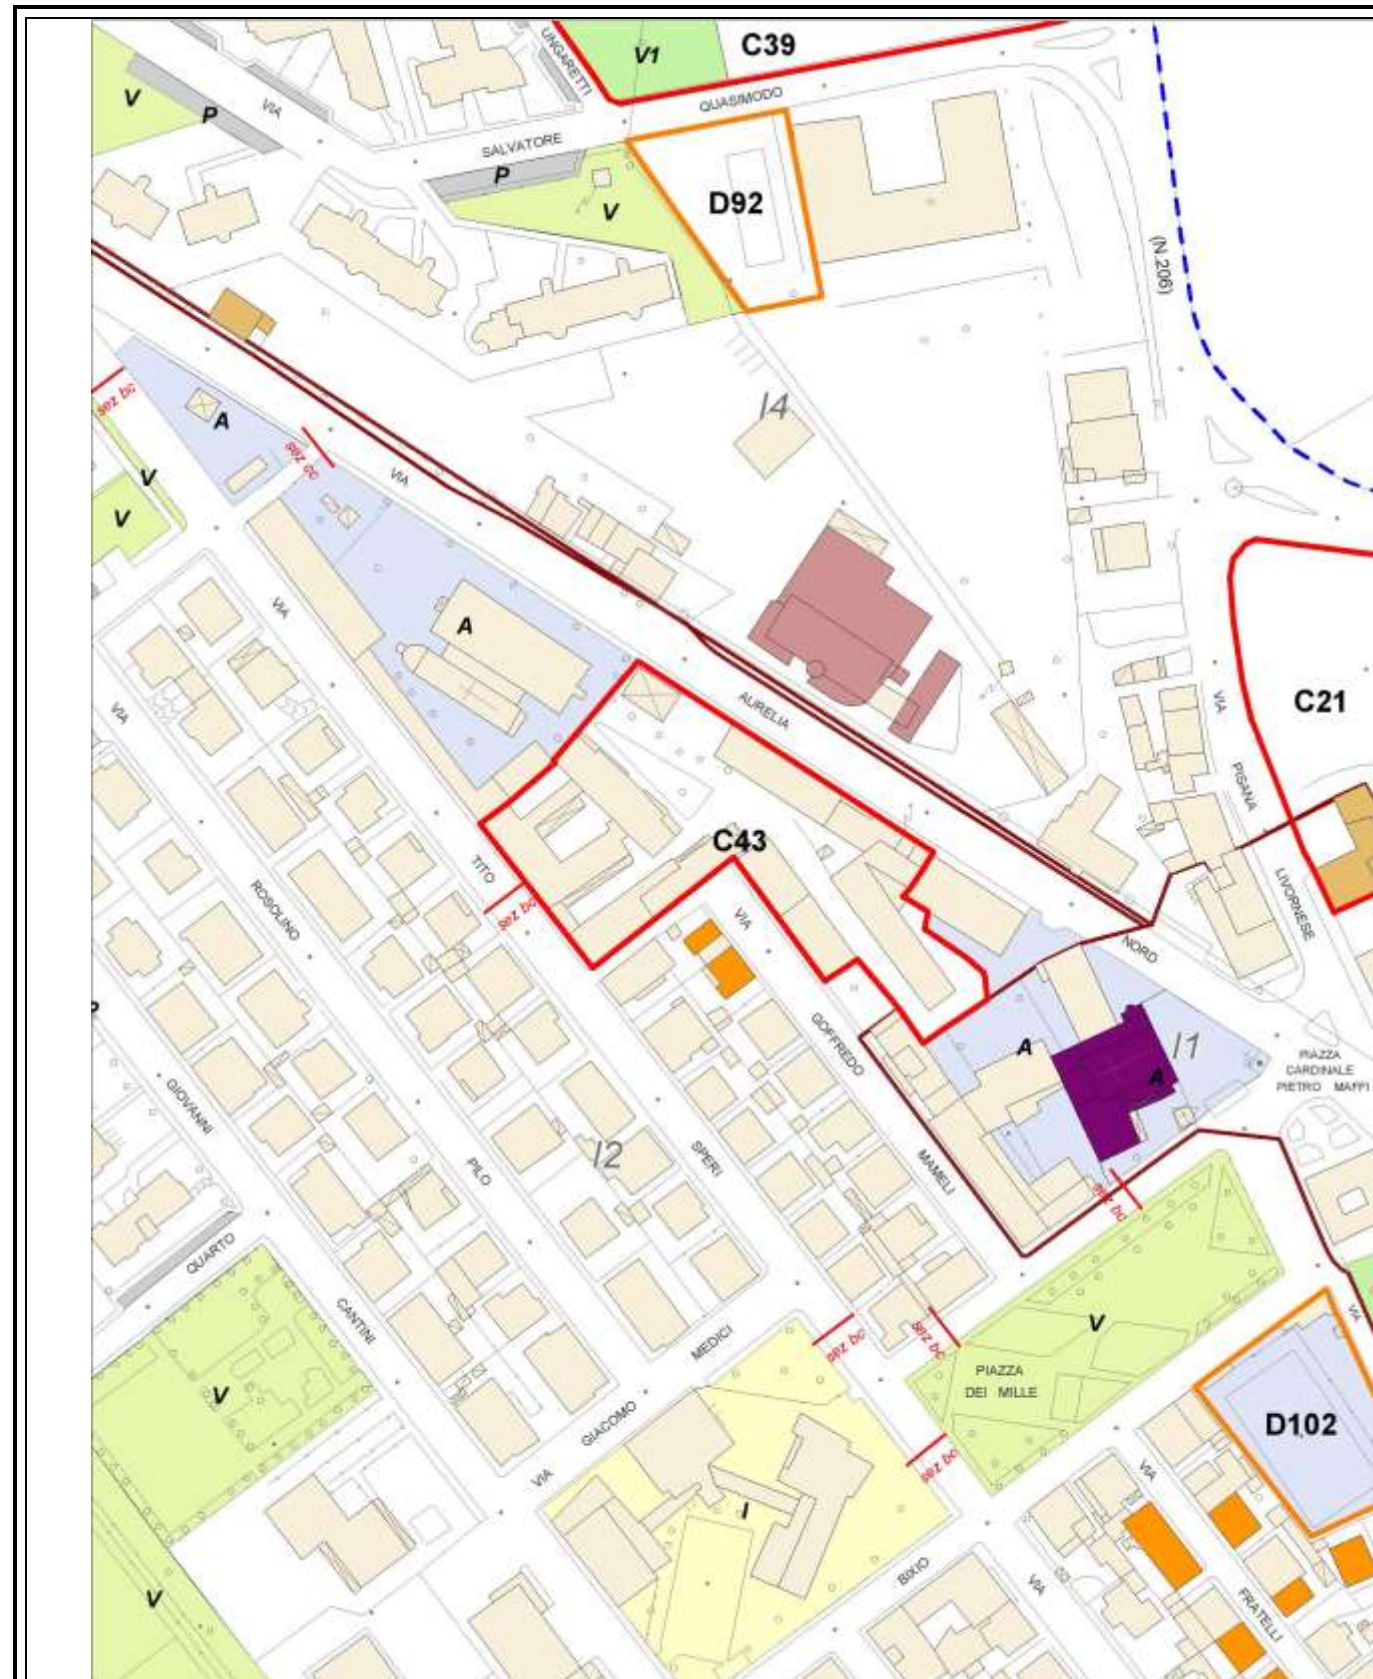 C39
V1
UNGARETTI
QUASIMODO
V
P
VIA
SALVATORE
P
V
D92
(N.206)
I4
sez bc
A
sez bc
VIA
V
V
VIA
A
VIA
AURELIA
VIA
PISANA
C21
C43
TITO
ROSOLINO
sez bc
VIA
LIVORNESE
NORD
GOFFREDO
A
I1
A
PIAZZA
CARDINALE
PIETRO MAFFI
P
GIOVANNI
I2
PILO
SPERI
MAMELI
sez bc
QUARTO
CANTINI
MEDICI
sez bc
sez bc
V
VIA
PIAZZA
DEI MILLE
V
GIACOMO
D102
VIA
sez bc
VIA
I
V
BIXIO
VIA
FRATELLI